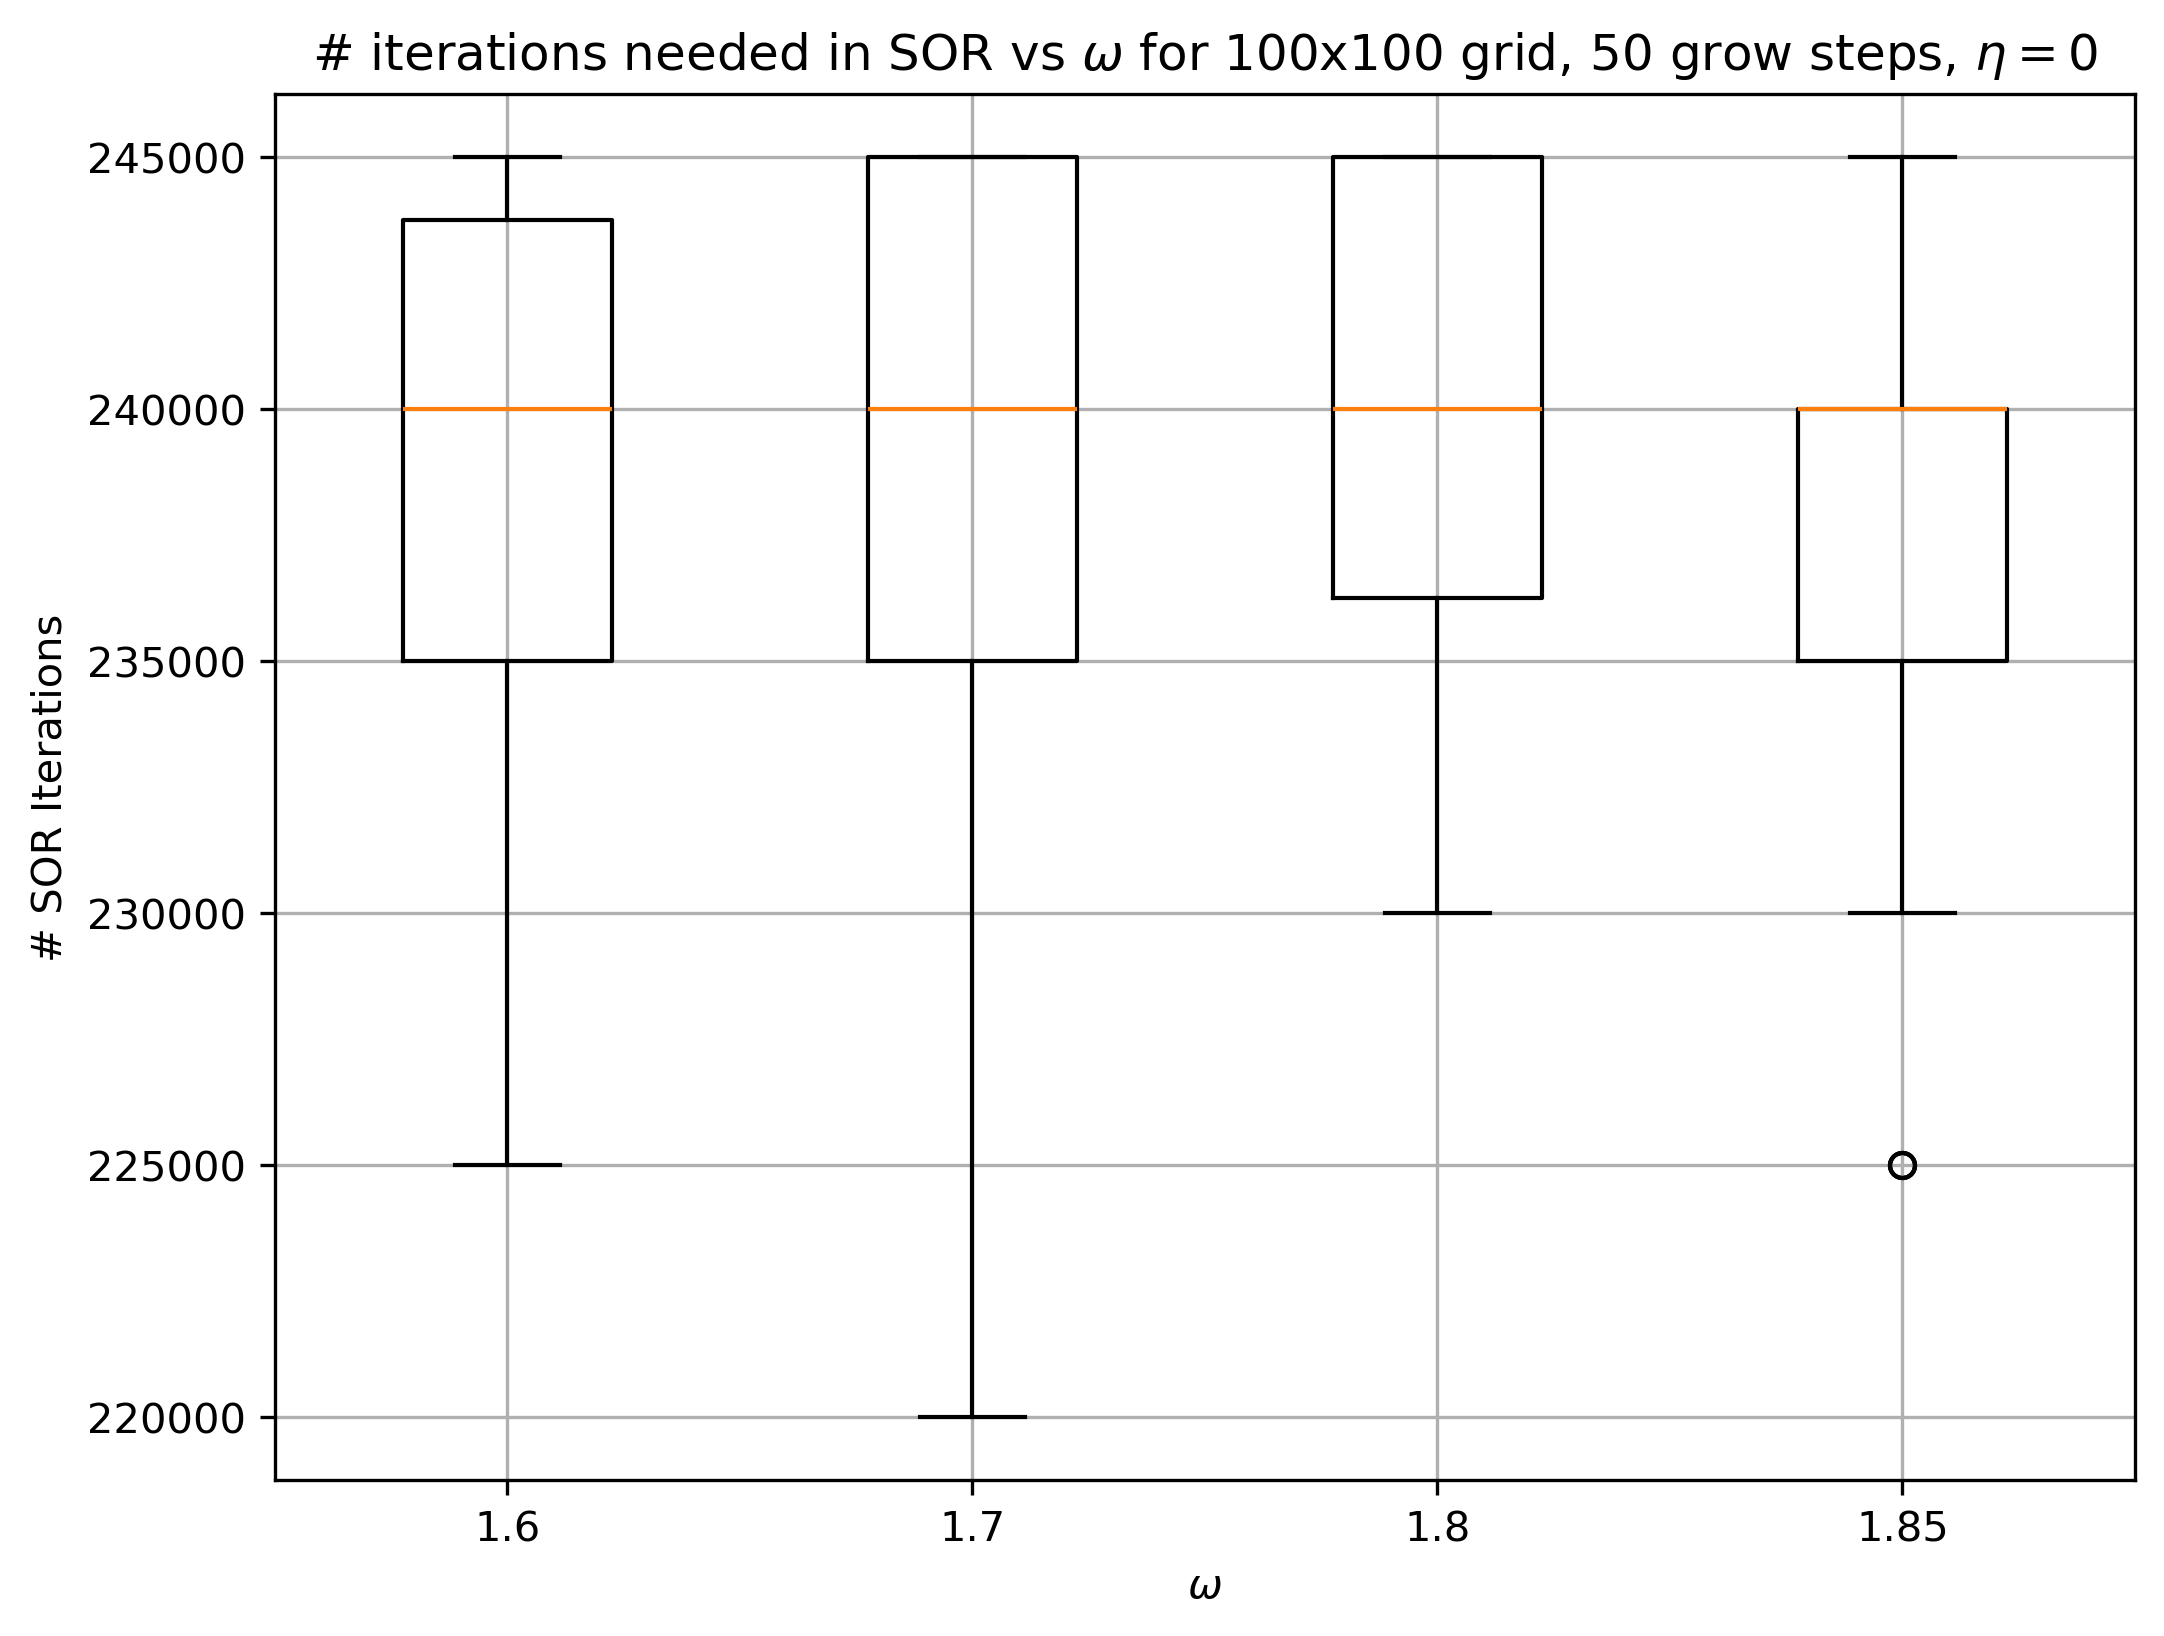 # iterations needed in SOR vs ω for 100x100 grid, 50 grow steps, η = 0
245000
240000
235000
230000
225000
220000
# SOR Iterations
1.6 1.7 1.8 1.85
ω